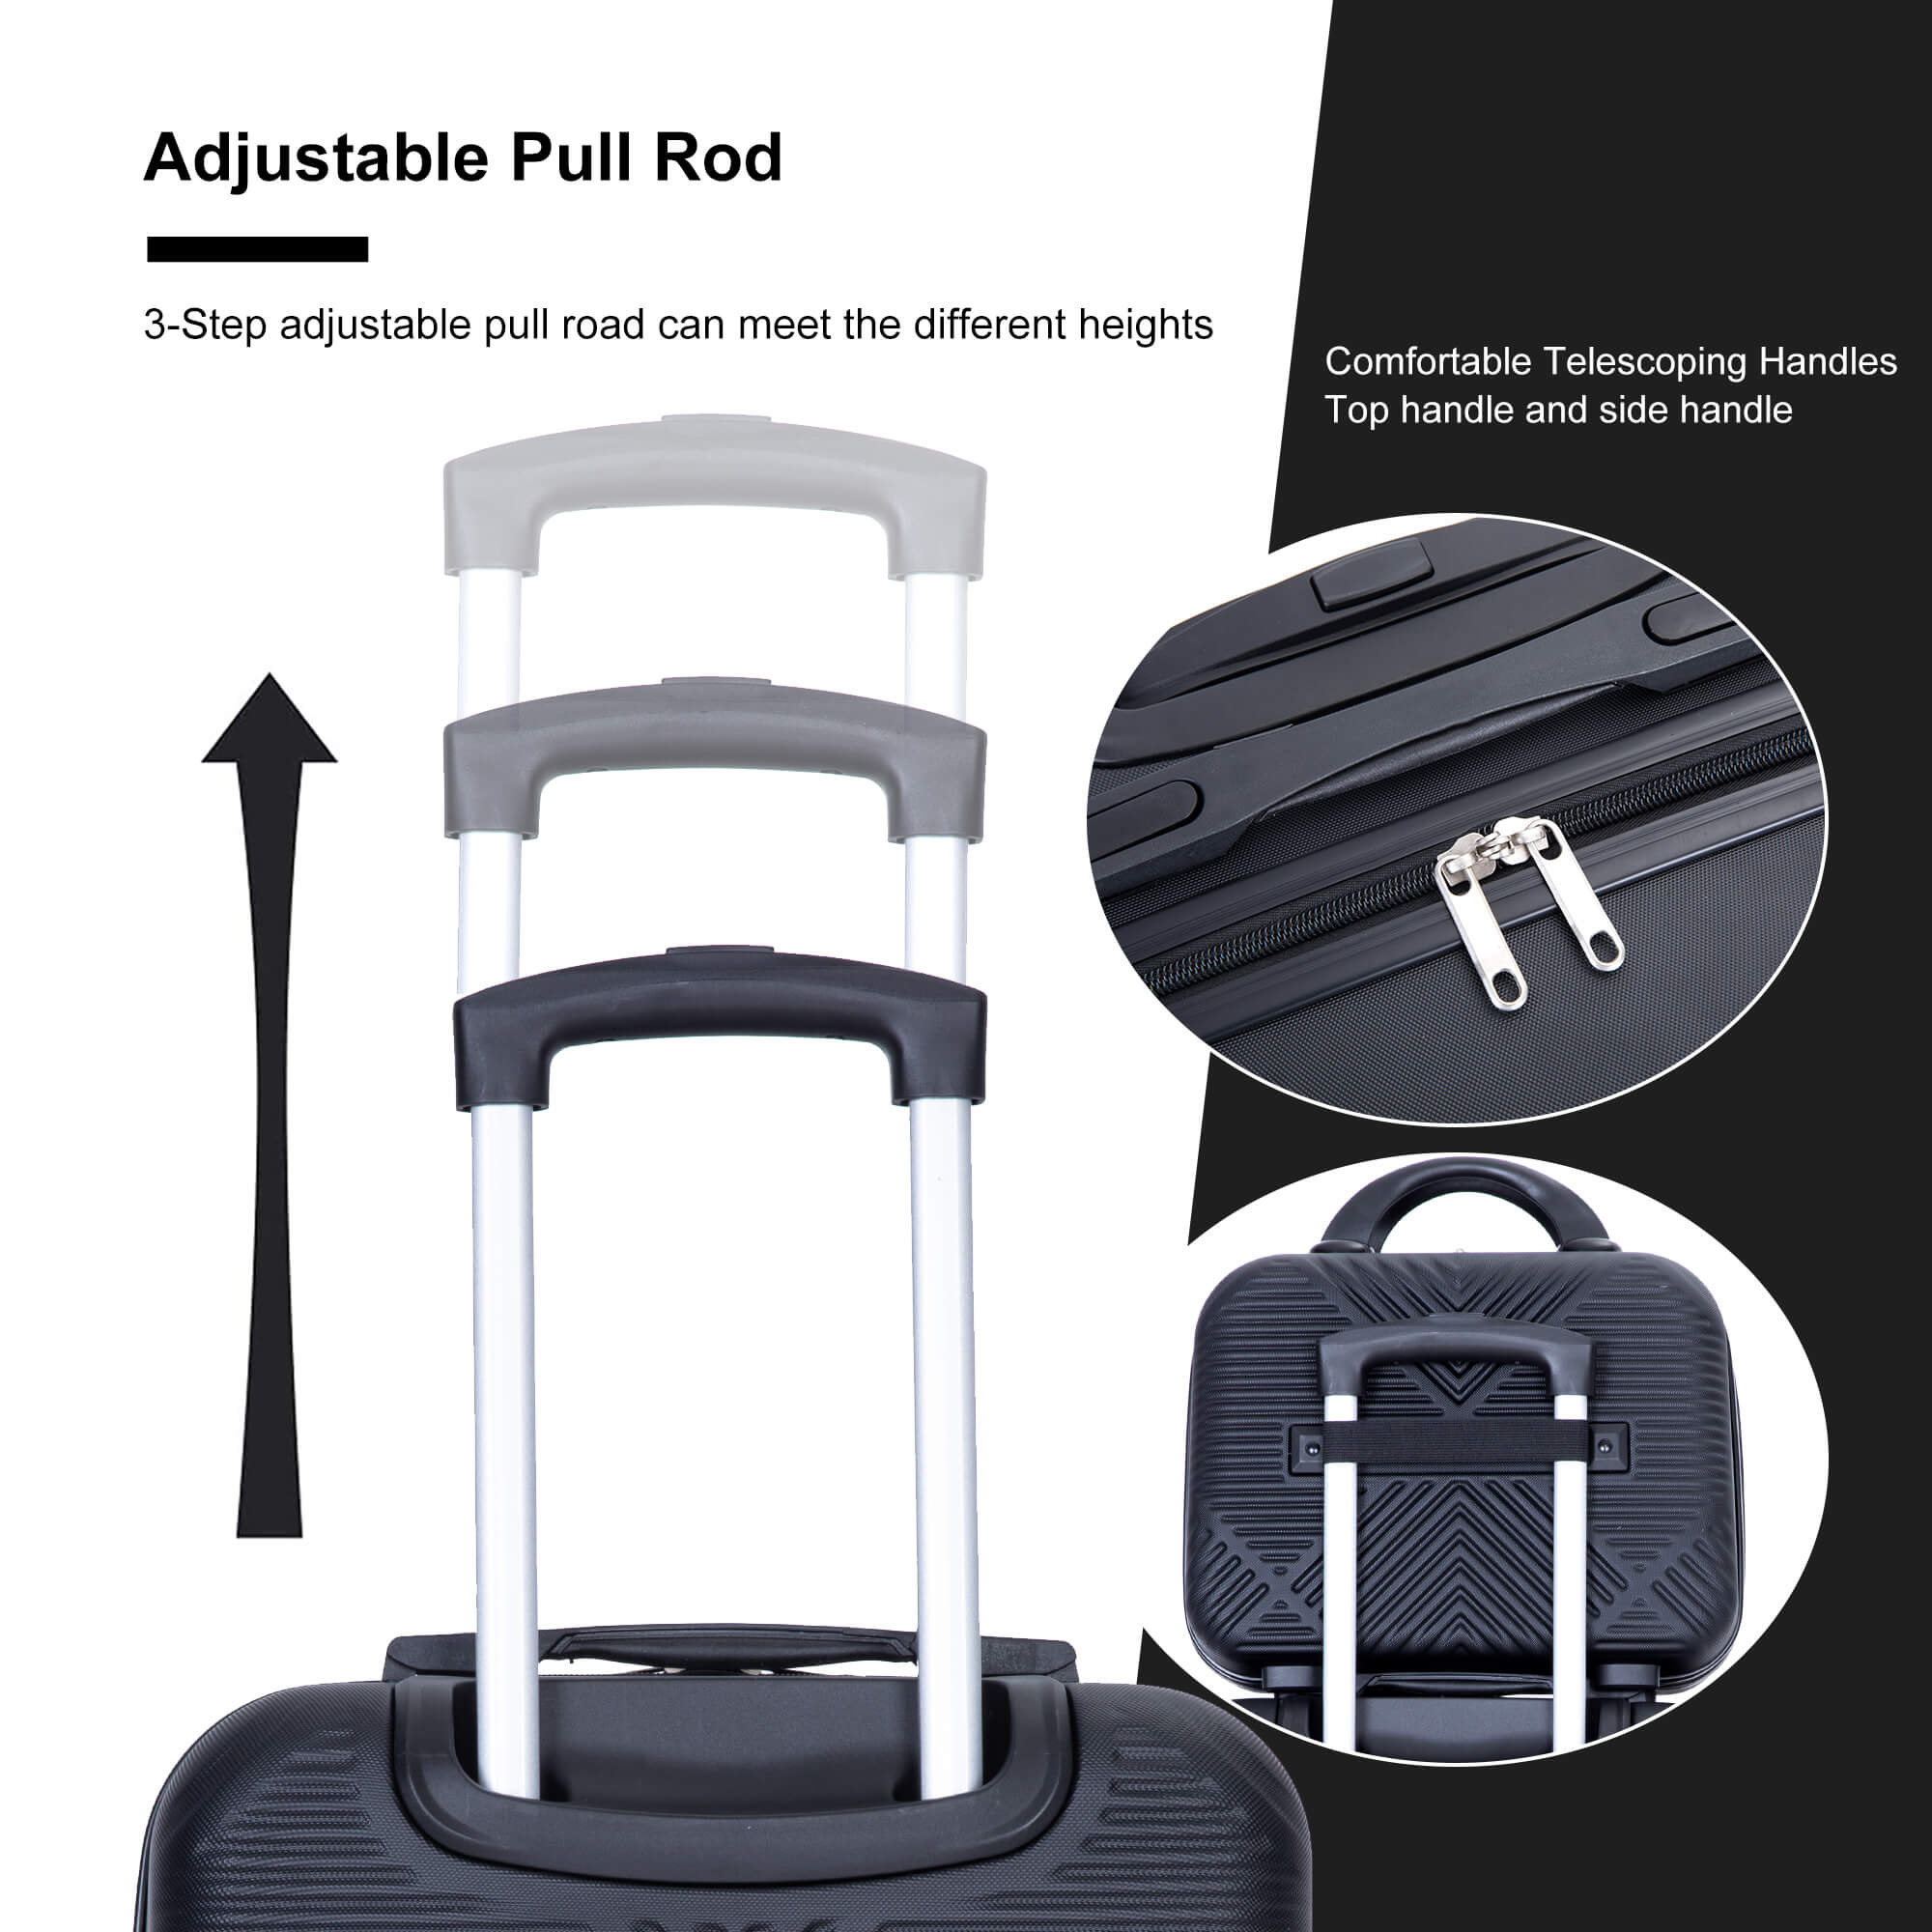 Adjustable Pull Rod
3-Step adjustable pull road can meet the different heights
Comfortable Telescoping Handles
Top handle and side handle